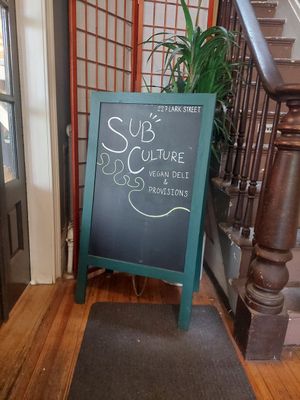 227 LARK STREET
SUB
CULTURE
VEGAN DELI
&
PROVISIONS